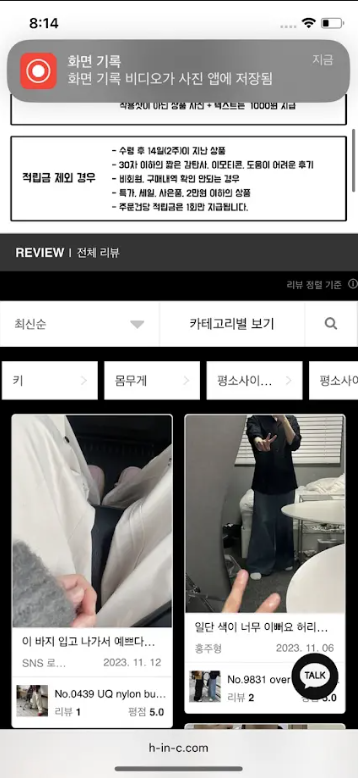 8:14
화면 기록
지금
화면 기록 비디오가 사진 앱에 저장됨
착용샷이 아닌 상품 사진 + 텍스트는 1000원 지급
적립금 제외 경우
- 수령 후 14일(2주)이 지난 상품
- 30자 이하의 짧은 감탄사, 이모티콘, 도움이 어려운 후기
- 비회원, 구매내역 확인 안되는 경우
- 특가, 세일, 사은품, 2만원 이하의 상품
- 주문건당 적립금은 1회만 지급됩니다.
REVIEW | 전체 리뷰
리뷰 정렬 기준
최신순
카테고리별 보기
키
몸무게
평소사이...
평소사이
이 바지 입고 나가서 예쁘다...
SNS 로...
2023. 11. 12
No.0439 UQ nylon bu...
리뷰 1
평점 5.0
일단 색이 너무 이뻐요 허리...
홍주형
2023. 11. 06
No.9831 over
리뷰 2
5.0
TALK
h-in-c.com